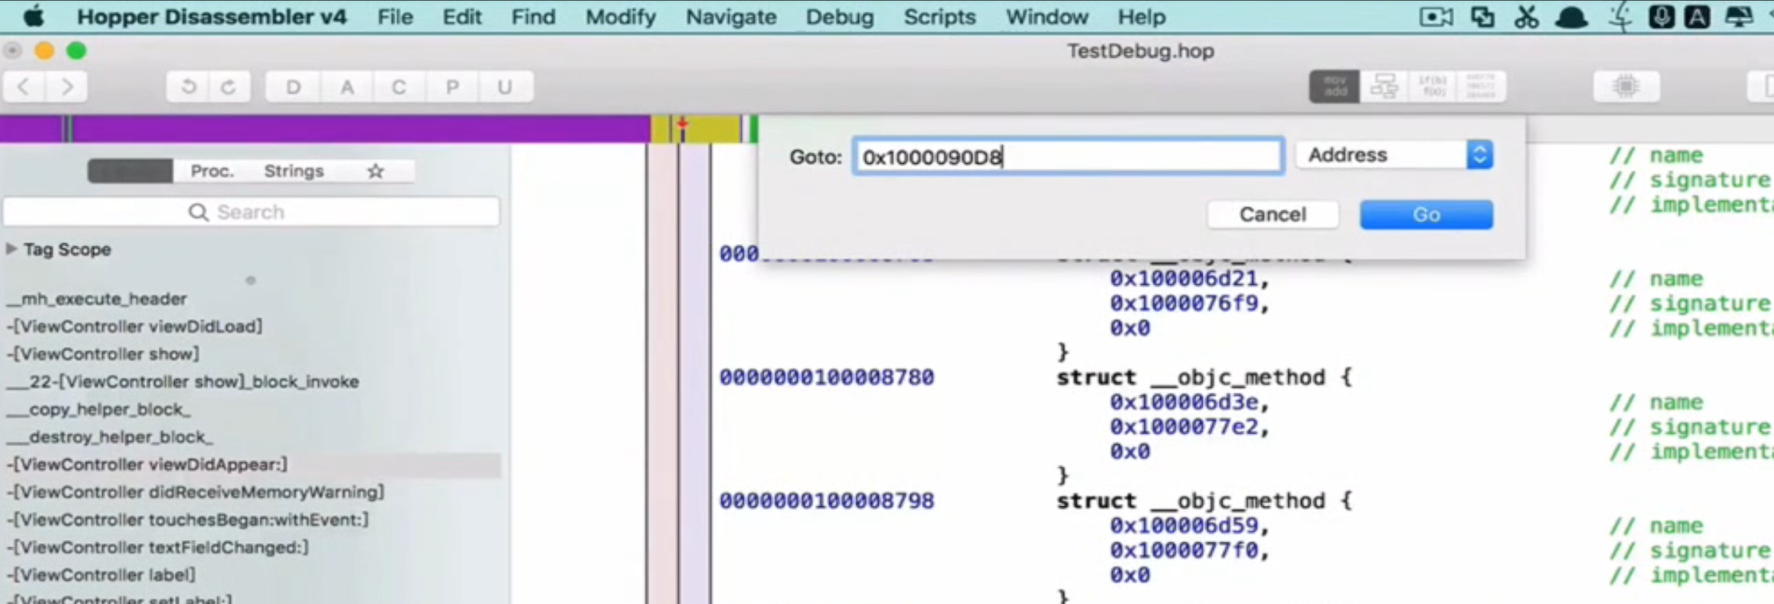 Hopper Disassembler v4 File Edit Find Modify Navigate Debug Scripts Window Help
TestDebug.hop
D A C P U
mov add
if(b) f(x);
Goto: 0x1000090D8 Address
Cancel Go
Proc. Strings
Search
Tag Scope
__mh_execute_header
-[ViewController viewDidLoad]
-[ViewController show]
___22-[ViewController show]_block_invoke
___copy_helper_block_
___destroy_helper_block_
-[ViewController viewDidAppear:]
-[ViewController didReceiveMemoryWarning]
-[ViewController touchesBegan:withEvent:]
-[ViewController textFieldChanged:]
-[ViewController label]
-[ViewController setLabel:]
// name
// signature
// implementa
0x100006d21, // name
0x1000076f9, // signature
0x0 // implementa
}
0000000100008780 struct __objc_method {
0x100006d3e, // name
0x1000077e2, // signature
0x0 // implementa
}
0000000100008798 struct __objc_method {
0x100006d59, // name
0x1000077f0, // signature
0x0 // implementa
}